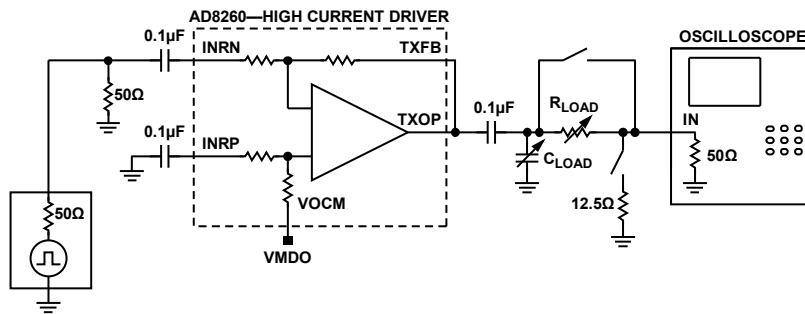 AD8260—HIGH CURRENT DRIVER
OSCILLOSCOPE
0.1µF
INRN
TXFB
50Ω
TXOP
0.1µF
RLOAD
IN
0.1µF
INRP
CLOAD
50Ω
VOCM
50Ω
12.5Ω
VMDO